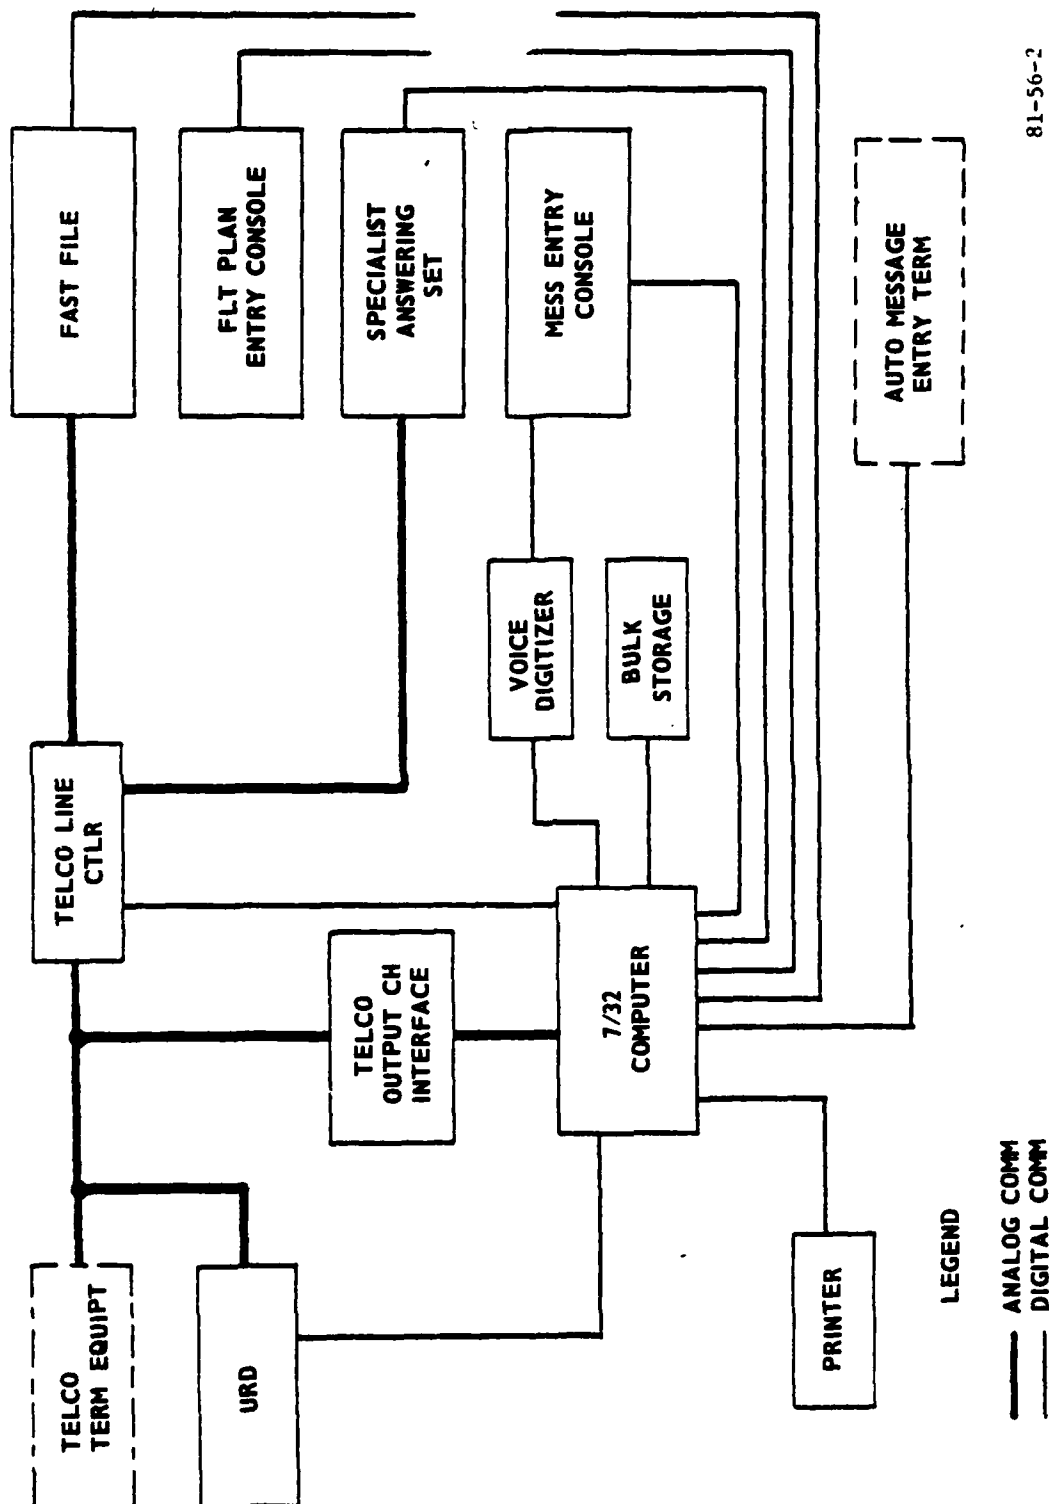 TELCO
TERM EQUIPT
URD
PRINTER
TELCO LINE
CTLR
TELCO
OUTPUT CH
INTERFACE
7/32
COMPUTER
VOICE
DIGITIZER
BULK
STORAGE
FAST FILE
FLT PLAN
ENTRY CONSOLE
SPECIALIST
ANSWERING
SET
MESS ENTRY
CONSOLE
AUTO MESSAGE
ENTRY TERM
LEGEND
ANALOG COMM
DIGITAL COMM
81-56-2